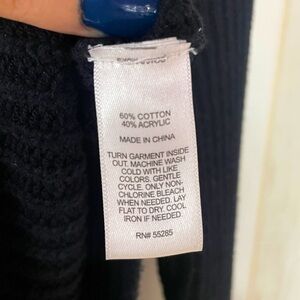 60% COTTON
40% ACRYLIC
MADE IN CHINA
TURN GARMENT INSIDE
OUT. MACHINE WASH
COLD WITH LIKE
COLORS. GENTLE
CYCLE. ONLY NON-
CHLORINE BLEACH
WHEN NEEDED. LAY
FLAT TO DRY. COOL
IRON IF NEEDED.
RN# 55285